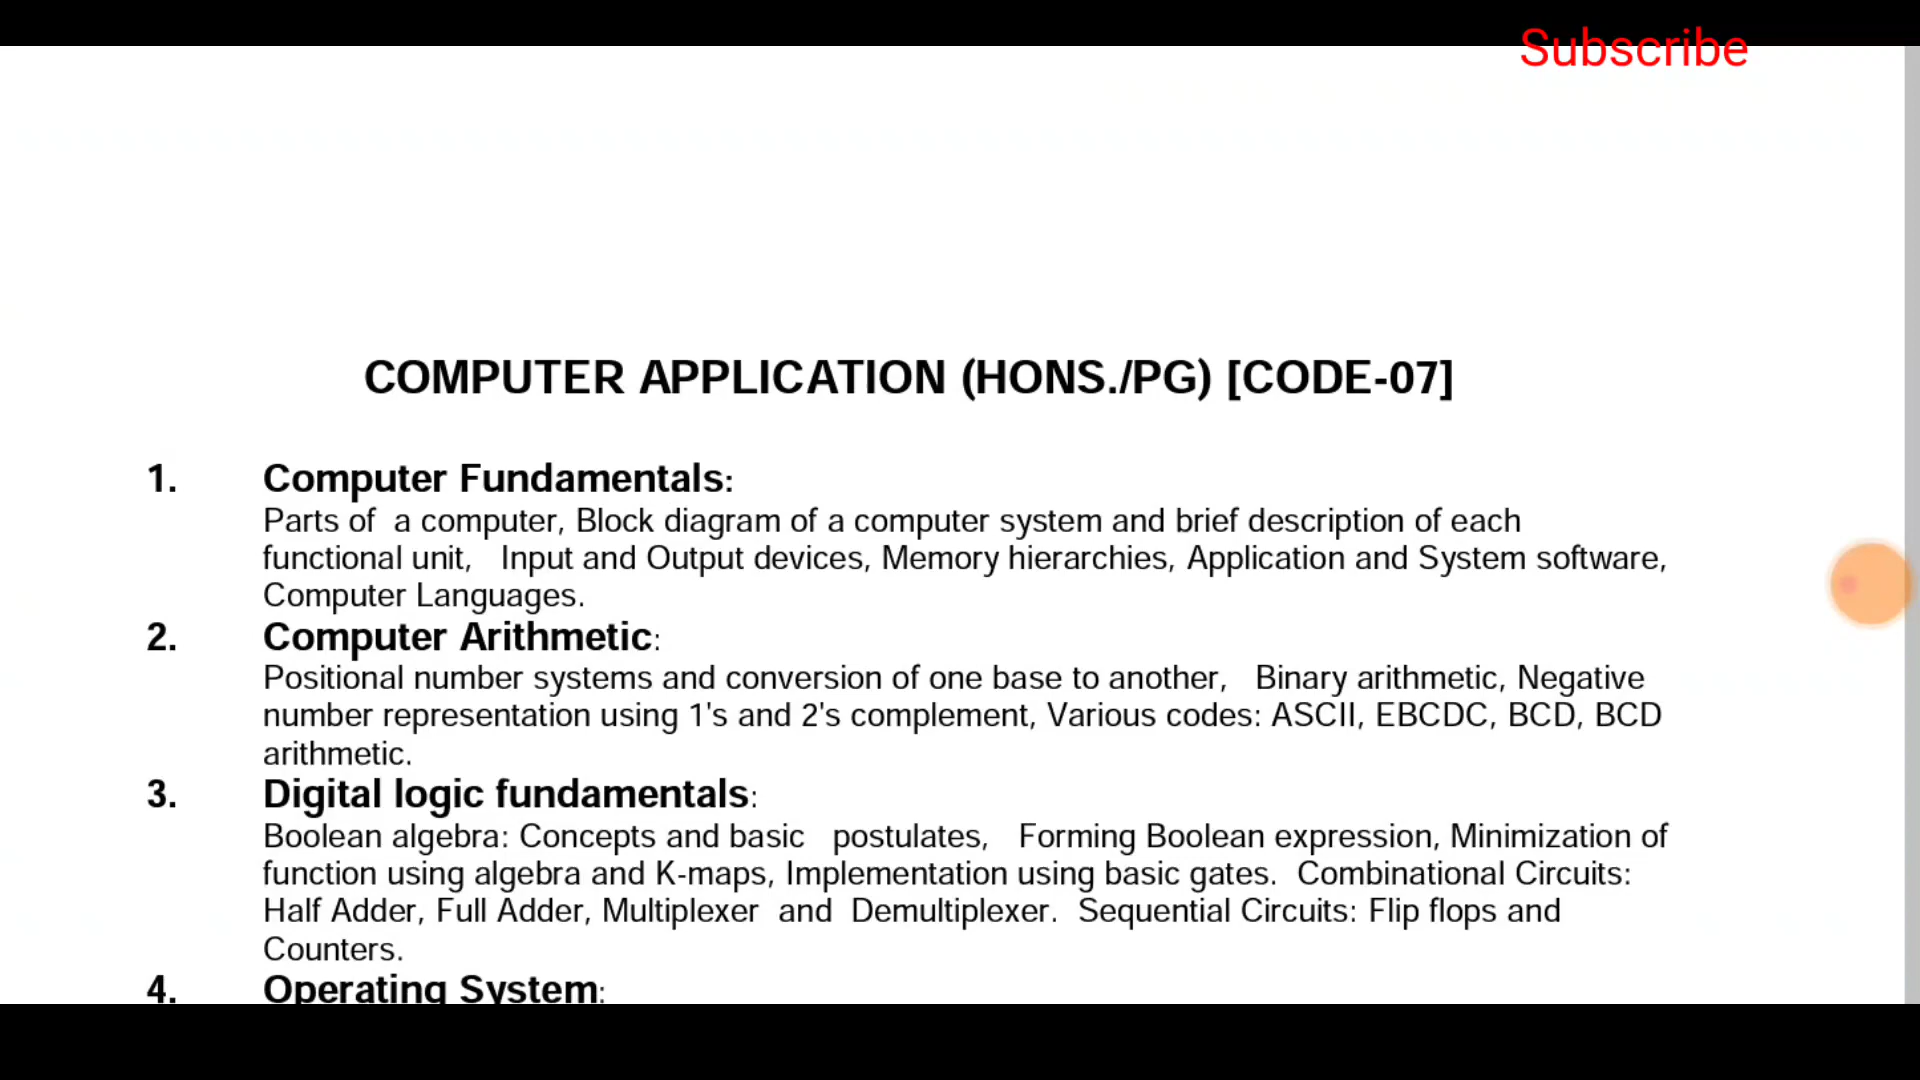 Subscribe
COMPUTER APPLICATION (HONS./PG) [CODE-07]
1. Computer Fundamentals:
Parts of a computer, Block diagram of a computer system and brief description of each
functional unit, Input and Output devices, Memory hierarchies, Application and System software,
Computer Languages.
2. Computer Arithmetic:
Positional number systems and conversion of one base to another, Binary arithmetic, Negative
number representation using 1's and 2's complement, Various codes: ASCII, EBCDC, BCD, BCD
arithmetic.
3. Digital logic fundamentals:
Boolean algebra: Concepts and basic postulates, Forming Boolean expression, Minimization of
function using algebra and K-maps, Implementation using basic gates. Combinational Circuits:
Half Adder, Full Adder, Multiplexer and Demultiplexer. Sequential Circuits: Flip flops and
Counters.
4. Operating System: